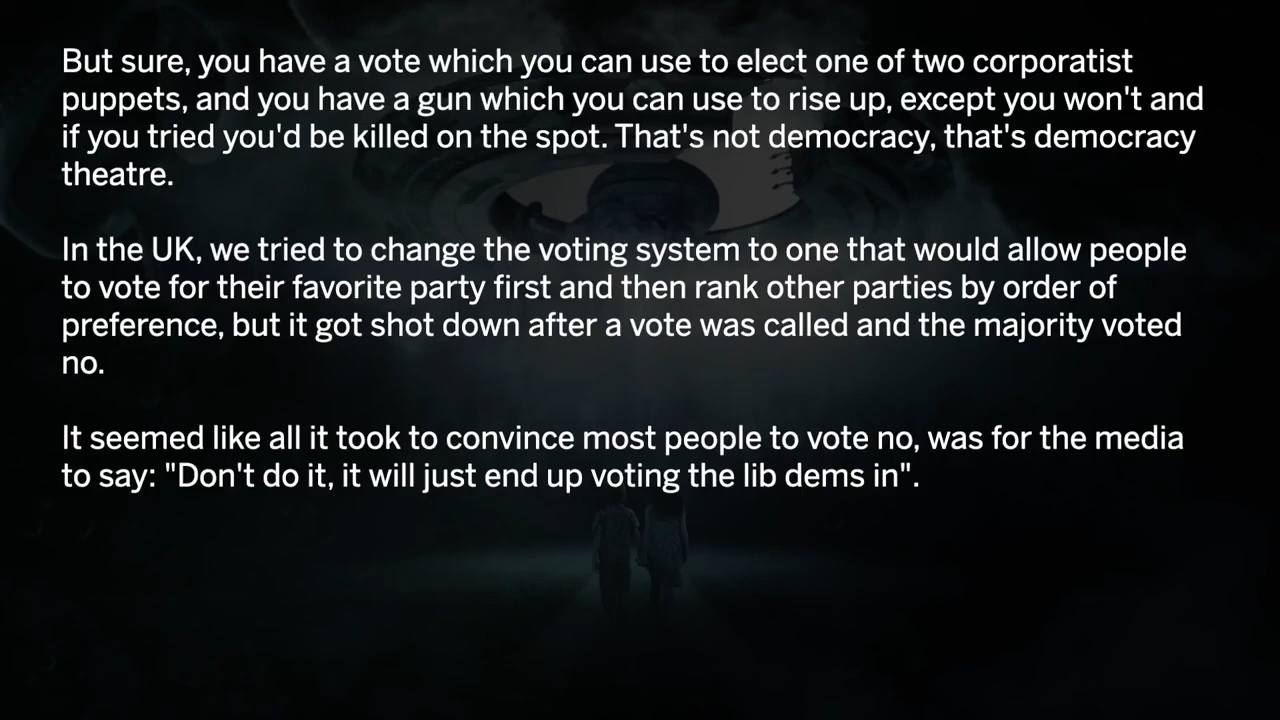 But sure, you have a vote which you can use to elect one of two corporatist
puppets, and you have a gun which you can use to rise up, except you won't and
if you tried you'd be killed on the spot. That's not democracy, that's democracy
theatre.
In the UK, we tried to change the voting system to one that would allow people
to vote for their favorite party first and then rank other parties by order of
preference, but it got shot down after a vote was called and the majority voted
no.
It seemed like all it took to convince most people to vote no, was for the media
to say: "Don't do it, it will just end up voting the lib dems in".